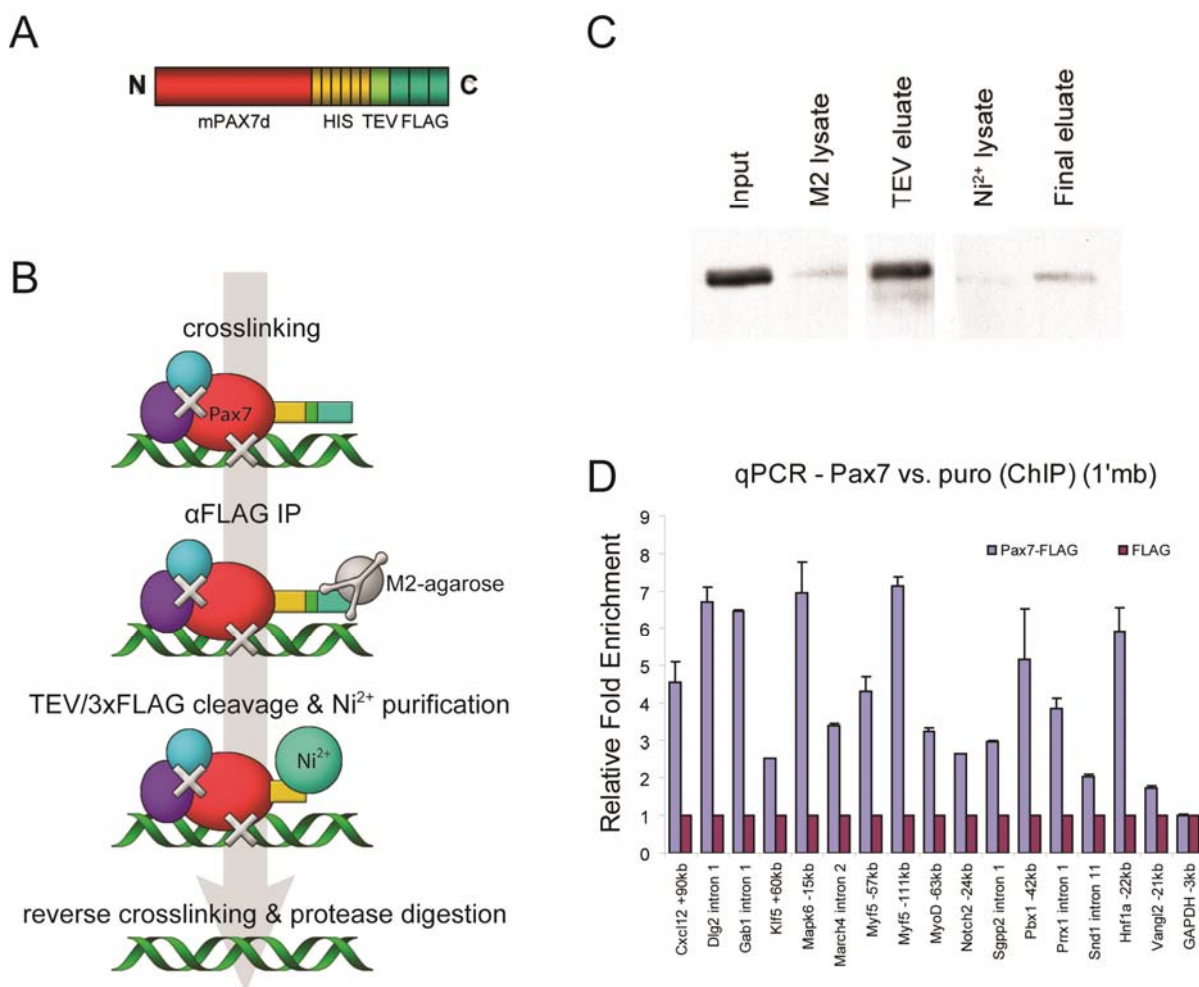 A
N
C
mPAX7d
HIS
TEV
FLAG
B
crosslinking
Pax7
αFLAG IP
M2-agarose
TEV/3xFLAG cleavage & Ni²⁺ purification
Ni²⁺
reverse crosslinking & protease digestion
C
Input
M2 lysate
TEV eluate
Ni²⁺ lysate
Final eluate
D
qPCR - Pax7 vs. puro (ChIP) (1'mb)
Pax7-FLAG
FLAG
Relative Fold Enrichment
9
8
7
6
5
4
3
2
1
0
Cxcl12 +90kb
Dlg2 intron 1
Gab1 intron 1
Klf5 +60kb
Mapk6 -15kb
March4 intron 2
Myf5 -57kb
Myf5 -111kb
MyoD -63kb
Notch2 -24kb
Sgpp2 intron 1
Pbx1 -42kb
Prrx1 intron 1
Snd1 intron 11
Hnf1a -22kb
Vangl2 -21kb
GAPDH -3kb